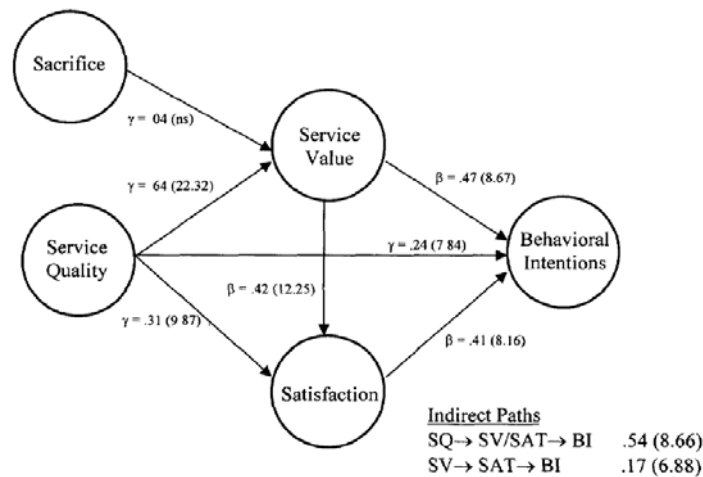 Sacrifice
γ = 04 (ns)
Service
Value
γ = 64 (22.32)
β = .47 (8.67)
Service
Quality
γ = .24 (7 84)
Behavioral
Intentions
β = .42 (12.25)
γ = .31 (9 87)
β = .41 (8.16)
Satisfaction
Indirect Paths
SQ→ SV/SAT→ BI .54 (8.66)
SV→ SAT→ BI .17 (6.88)